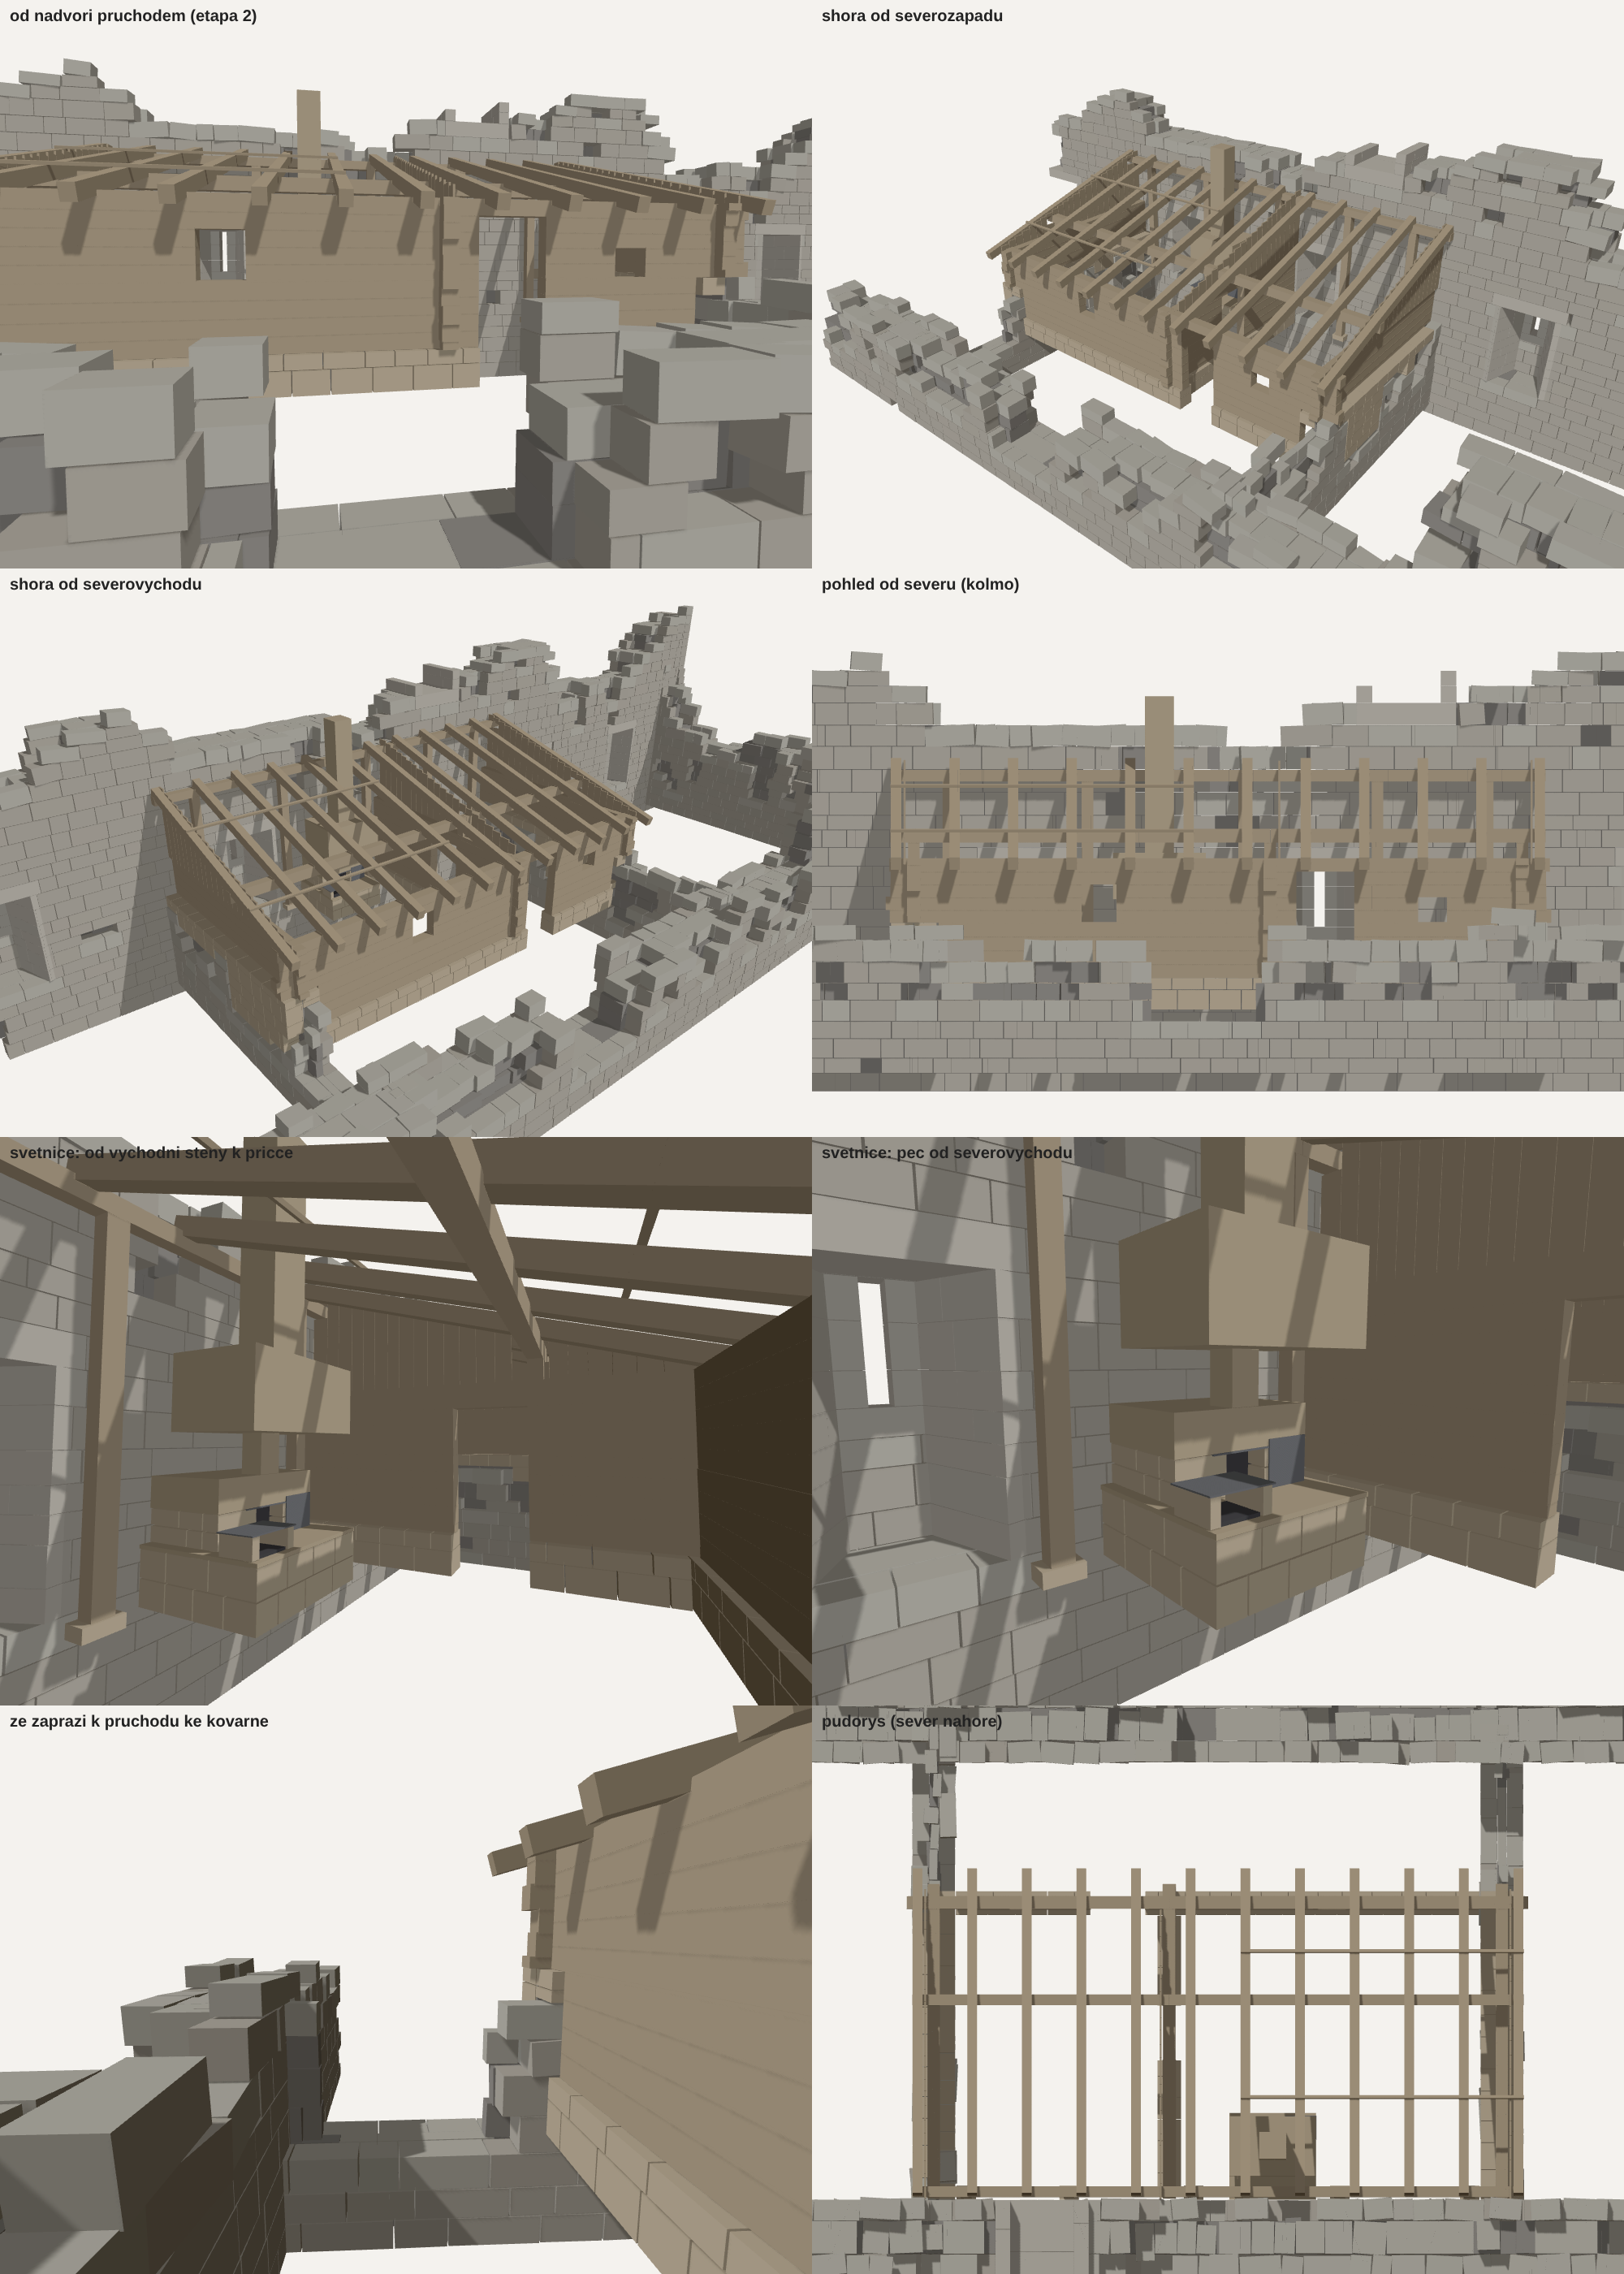 od nadvori pruchodem (etapa 2)
shora od severozapadu
shora od severovychodu
pohled od severu (kolmo)
svetnice: od vychodni steny k pricce
svetnice: pec od severovychodu
ze zaprazi k pruchodu ke kovarne
pudorys (sever nahore)